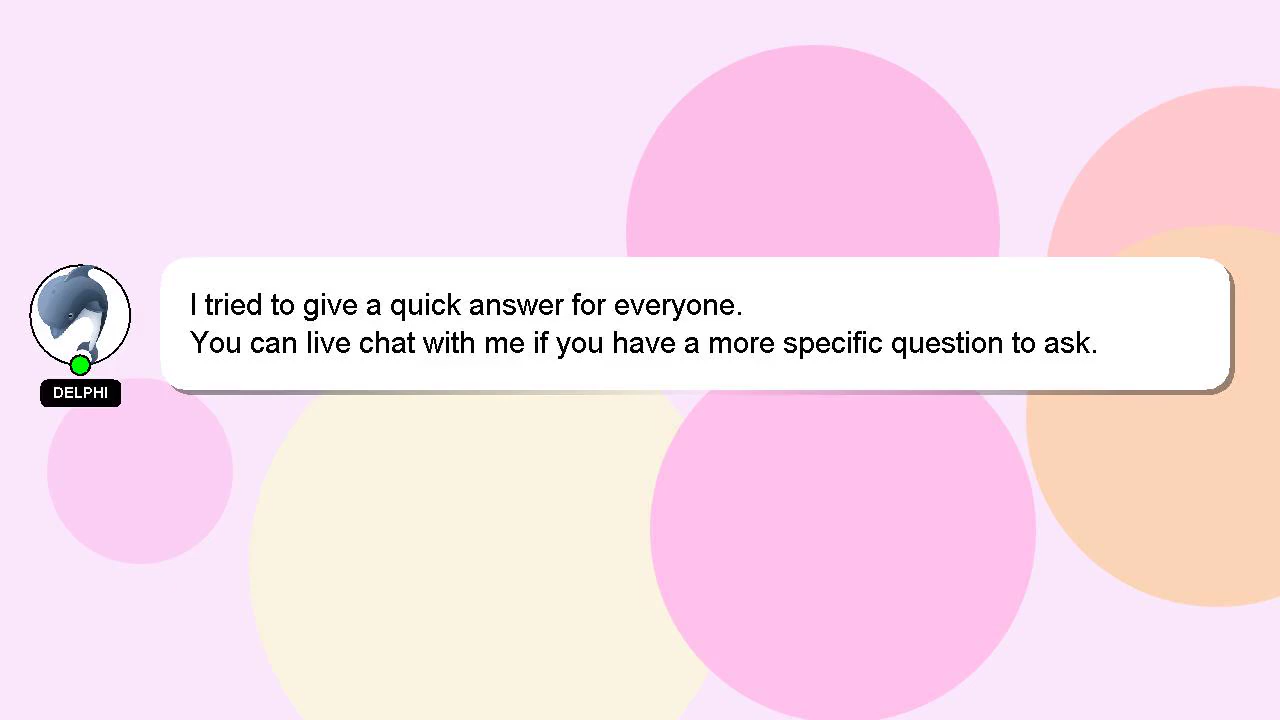 I tried to give a quick answer for everyone.
You can live chat with me if you have a more specific question to ask.
DELPHI